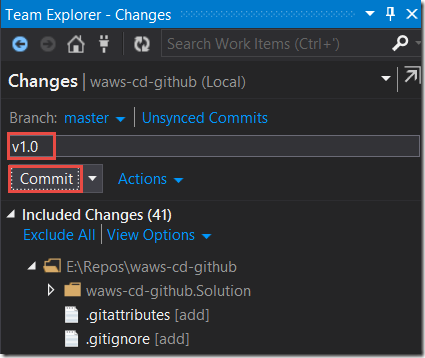 Team Explorer - Changes
Search Work Items (Ctrl+')
Changes | waws-cd-github (Local)
Branch: master Unsynced Commits
v1.0
Commit Actions
Included Changes (41)
Exclude All | View Options
E:\Repos\waws-cd-github
waws-cd-github.Solution
.gitattributes [add]
.gitignore [add]